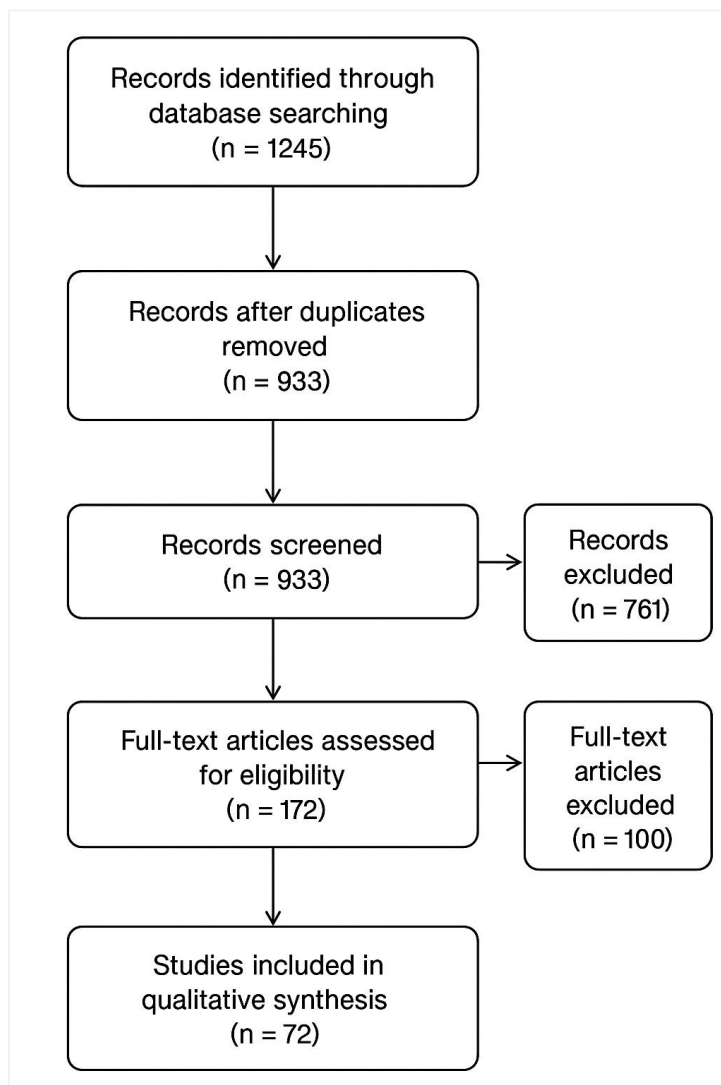 Records identified through
database searching
(n = 1245)
Records after duplicates
removed
(n = 933)
Records screened
(n = 933)
Records
excluded
(n = 761)
Full-text articles assessed
for eligibility
(n = 172)
Full-text
articles
excluded
(n = 100)
Studies included in
qualitative synthesis
(n = 72)